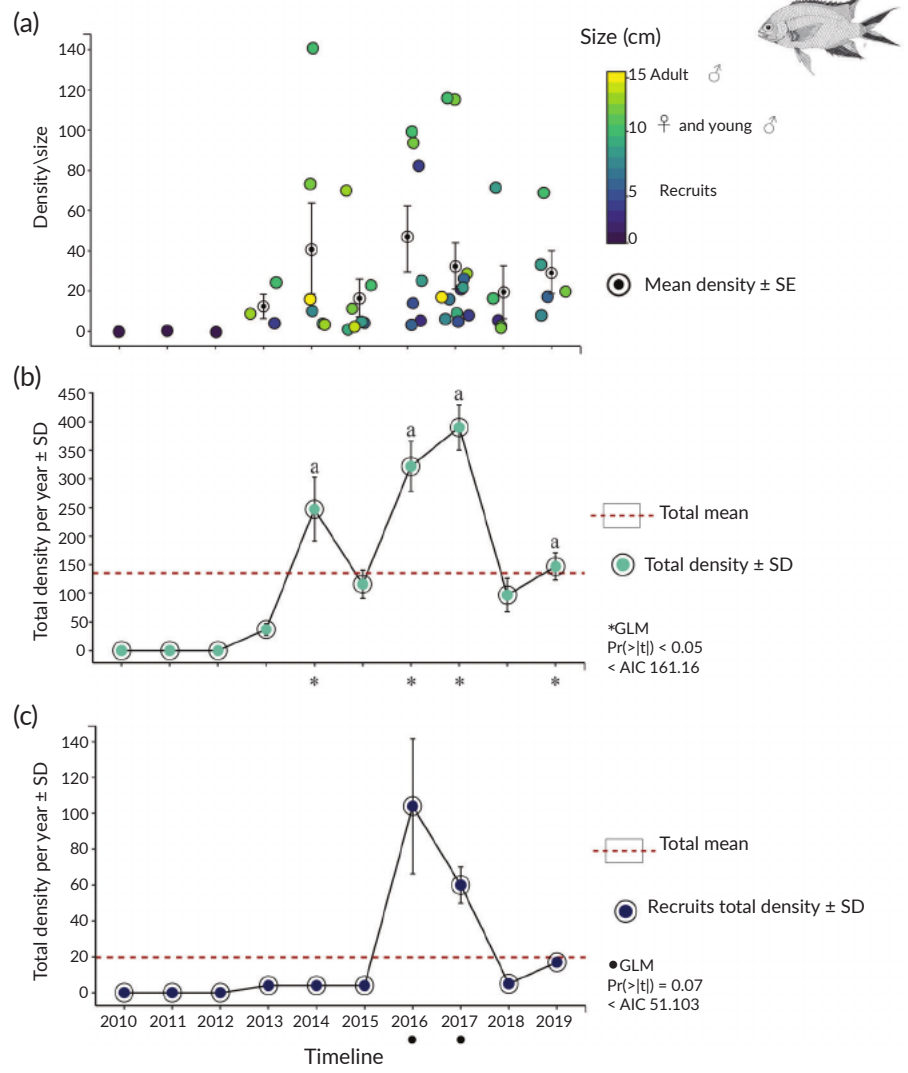 (a)
Density\size
140
120
100
80
60
40
20
0
Size (cm)
15 Adult ♂
10 ♀ and young ♂
5 Recruits
0
Mean density ± SE
(b)
Total density per year ± SD
450
400
350
300
250
200
150
100
50
0
a
a
a
a
* * * *
Total mean
Total density ± SD
*GLM
Pr(>|t|) < 0.05
< AIC 161.16
(c)
Total density per year ± SD
140
120
100
80
60
40
20
0
Total mean
Recruits total density ± SD
•GLM
Pr(>|t|) = 0.07
< AIC 51.103
2010 2011 2012 2013 2014 2015 2016 2017 2018 2019
• •
Timeline